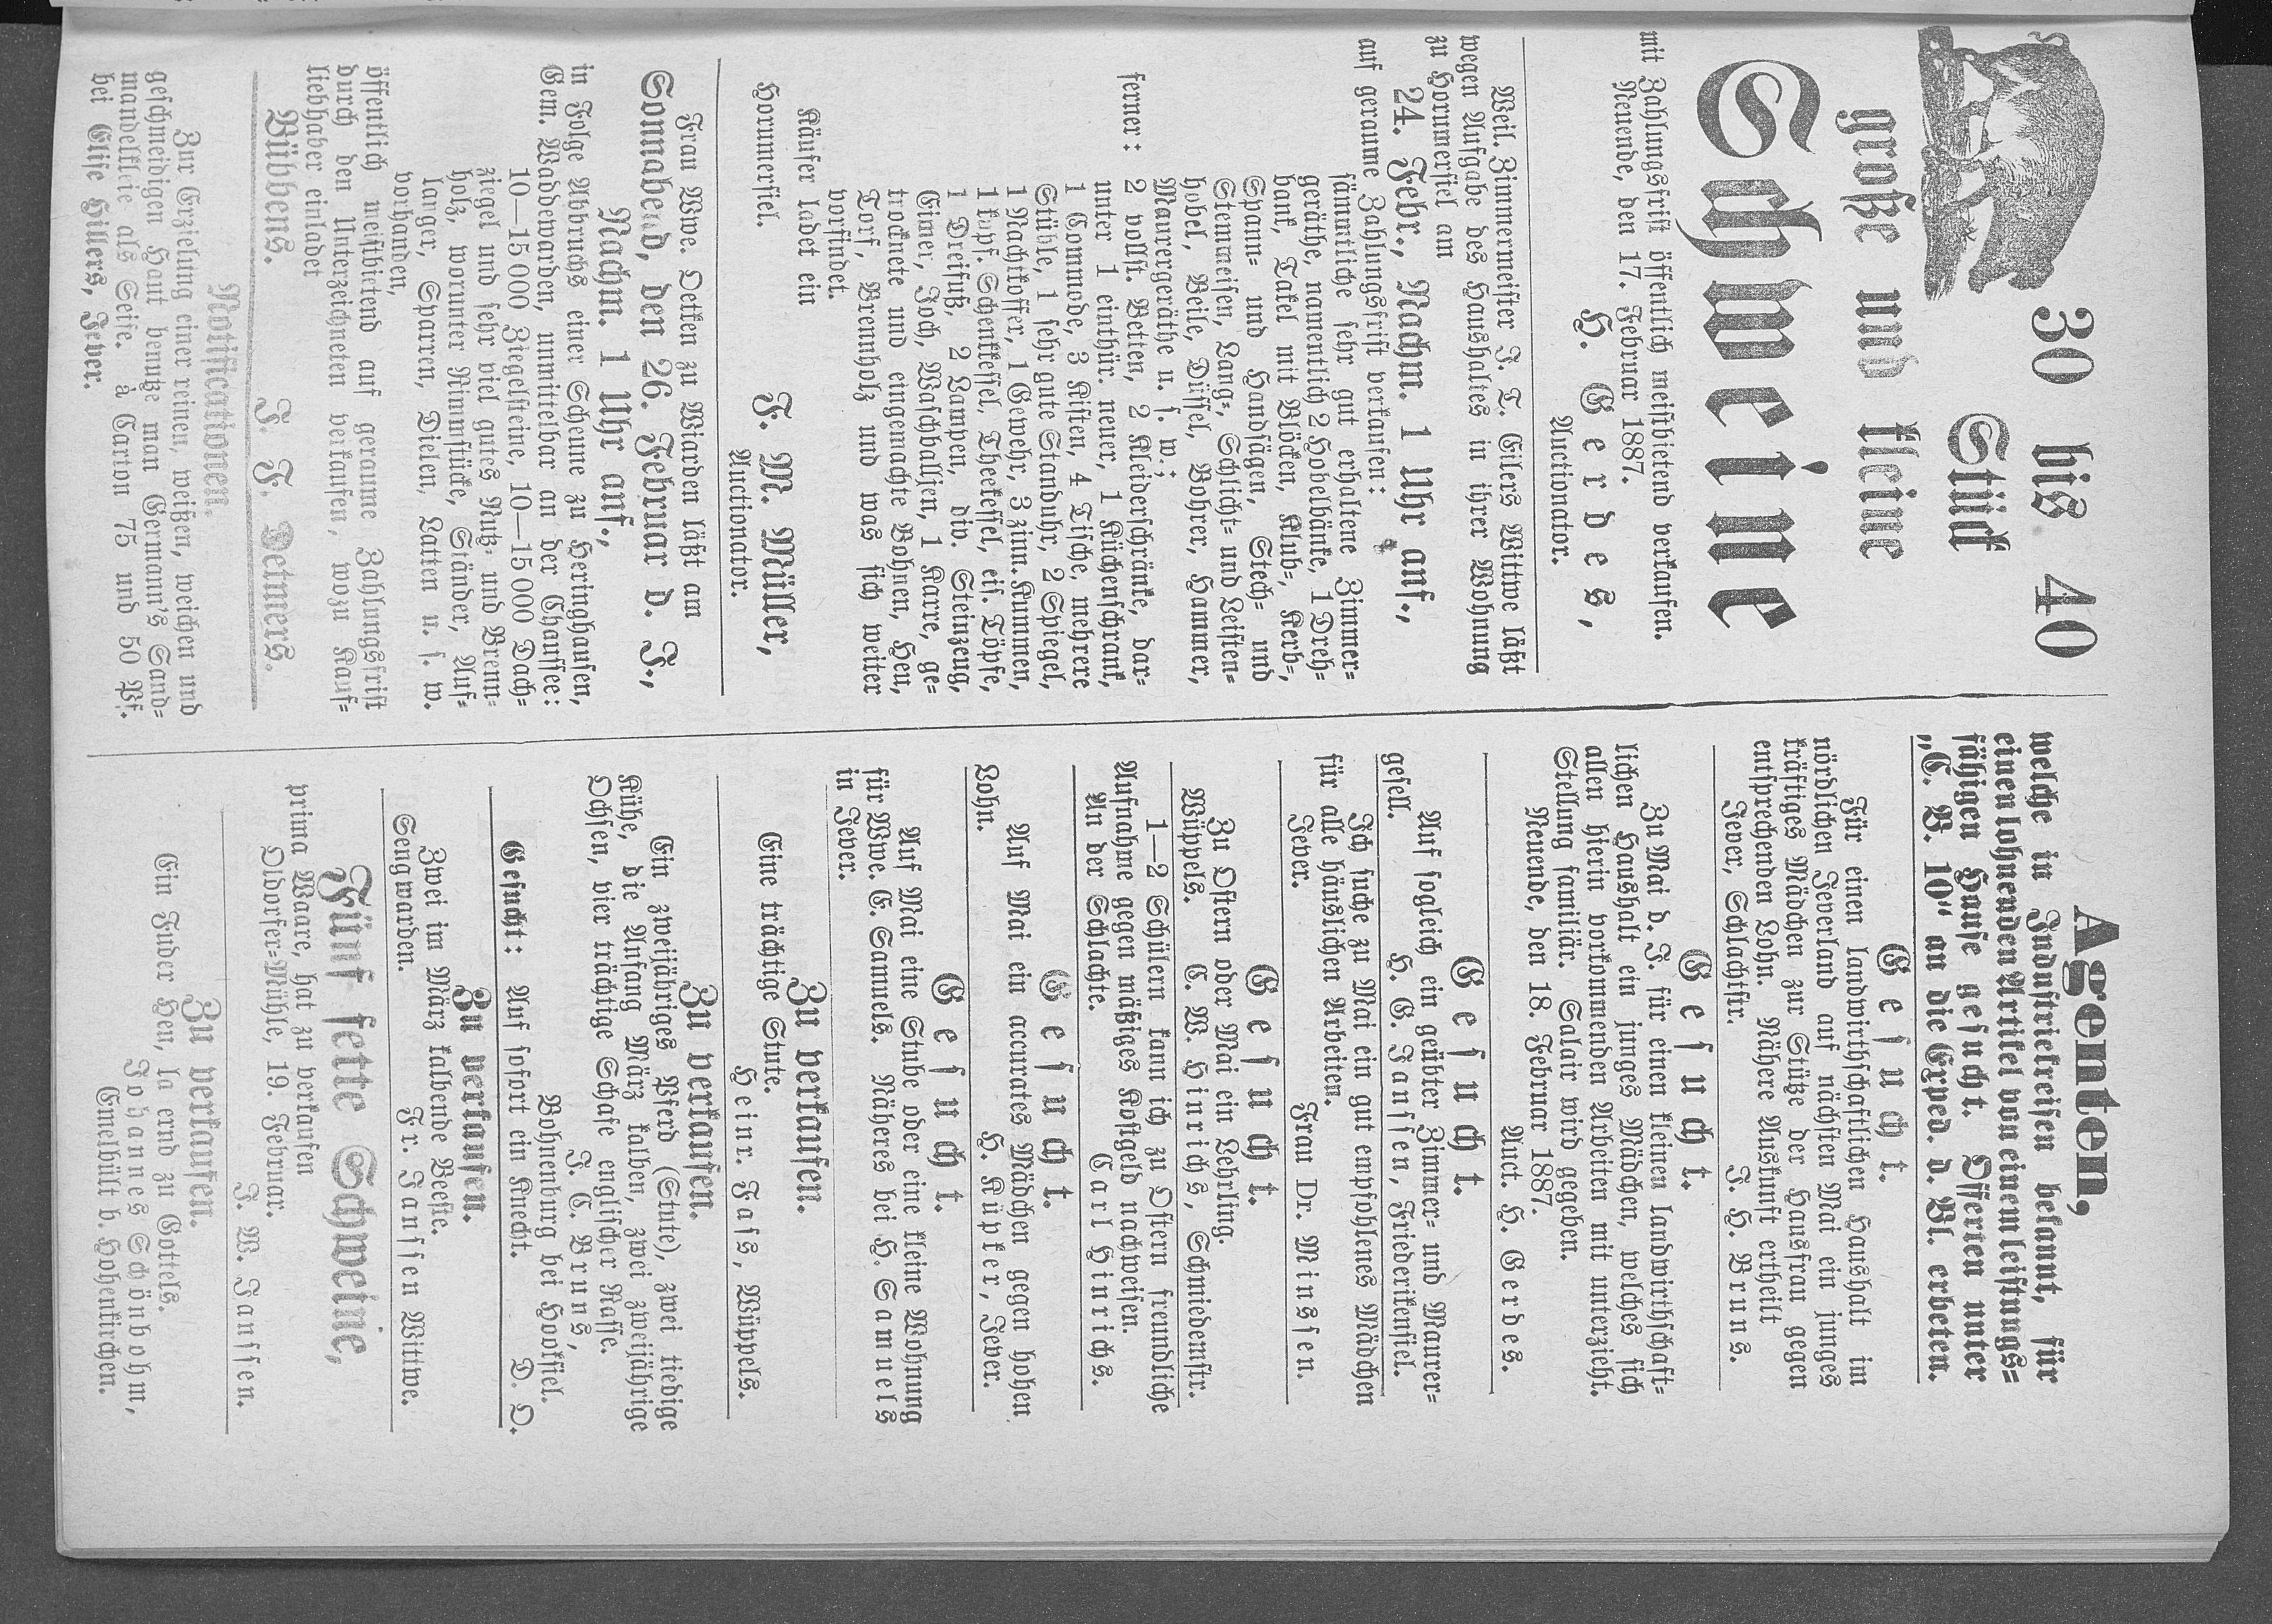 30 bis 40
Stück
große und kleine
Schweine
mit Zahlungsfrist öffentlich meistbietend verkaufen.
Neuende, den 17. Februar 1887.
H. Gerdes,
Auctionator.
Weil. Zimmermeister J. T. Eilers Wittwe läßt
wegen Aufgabe des Haushaltes in ihrer Wohnung
zu Horumersiel am
24. Febr., Nachm. 1 Uhr anf.,
auf geraume Zahlungsfrist verkaufen:
sämmtliche sehr gut erhaltene Zimmer-
geräthe, namentlich 2 Hobelbänke, 1 Dreh-
bank, Takel mit Blöcken, Klub-, Kerb-,
Spann- und Handsägen, Stech- und
Stemmeisen, Lang-, Schlicht- und Leisten-
hobel, Beile, Düssel, Bohrer, Hammer,
Maurergeräthe u. s. w.;
ferner: 2 vollst. Betten, 2 Kleiderschränke, dar-
unter 1 einthür. neuer, 1 Küchenschrank,
1 Commode, 3 Kisten, 4 Tische, mehrere
Stühle, 1 sehr gute Standuhr, 2 Spiegel,
1 Nachtkoffer, 1 Gewehr, 3 zinn. Kummen,
1 kupf. Schenkkessel, Theekessel, eis. Töpfe,
1 Dreifuß, 2 Lampen, div. Steinzeug,
Eimer, Joch, Waschbalsen, 1 Karre, ge-
trocknete und eingemachte Bohnen, Heu,
Torf, Brennholz und was sich weiter
vorfindet.
Käufer ladet ein
Horumersiel. J. M. Müller,
Auctionator.
Frau Wwe. Oetken zu Wiarden läßt am
Sonnabend, den 26. Februar d. J.,
Nachm. 1 Uhr anf.,
in Folge Abbruchs einer Scheune zu Heringhausen,
Gem. Waddewarden, unmittelbar an der Chaussee:
10—15000 Ziegelsteine, 10—15000 Dach-
ziegel und sehr viel gutes Nutz- und Brenn-
holz, worunter Rimmstücke, Ständer, Auf-
langer, Sparren, Dielen, Latten u. s. w.
vorhanden,
öffentlich meistbietend auf geraume Zahlungsfrist
durch den Unterzeichneten verkaufen, wozu Kauf-
liebhaber einladet
Wübbens. J. F. Detmers.
Notificationen.
Zur Erzielung einer reinen, weißen, weichen und
geschmeidigen Haut benutze man Germann's Sand-
mandelkleie als Seife. à Carton 75 und 50 Pf.
bei Elise Hillers, Jever.
Agenten,
welche in Industriekreisen bekannt, für
einen lohnenden Artikel von einem leistungs-
fähigen Hause gesucht. Offerten unter
„C. B. 10“ an die Exped. d. Bl. erbeten.
Gesucht.
Für einen landwirthschaftlichen Haushalt im
nördlichen Jeverland auf nächsten Mai ein junges
kräftiges Mädchen zur Stütze der Hausfrau gegen
entsprechenden Lohn. Nähere Auskunft ertheilt
Jever, Schlachtstr. J. H. Bruns.
Gesucht.
Zu Mai d. J. für einen kleinen landwirthschaft-
lichen Haushalt ein junges Mädchen, welches sich
allen hierin vorkommenden Arbeiten mit unterzieht.
Stellung familiär. Salair wird gegeben.
Neuende, den 18. Februar 1887.
Auct. H. Gerdes.
Gesucht.
Auf sogleich ein geübter Zimmer- und Maurer-
gesell. H. G. Janssen, Friederikensiel.
Ich suche zu Mai ein gut empfohlenes Mädchen
für alle häuslichen Arbeiten.
Jever. Frau Dr. Minssen.
Gesucht.
Zu Ostern oder Mai ein Lehrling.
Wüppels. C. W. Hinrichs, Schmiedemstr.
1—2 Schülern kann ich zu Ostern freundliche
Aufnahme gegen mäßiges Kostgeld nachweisen.
An der Schlachte. Carl Hinrichs.
Gesucht.
Auf Mai ein accurates Mädchen gegen hohen
Lohn. H. Küpker, Jever.
Gesucht.
Auf Mai eine Stube oder eine kleine Wohnung
für Wwe. E. Samuels. Näheres bei H. Samuels
in Jever.
Zu verkaufen.
Eine trächtige Stute.
Heinr. Jass, Wüppels.
Zu verkaufen.
Ein zweijähriges Pferd (Stute), zwei tiedige
Kühe, die Anfang März kalben, zwei zweijährige
Ochsen, vier trächtige Schafe englischer Rasse.
J. C. Bruns,
Bohnenburg bei Hooksiel.
Gesucht: Auf sofort ein Knecht. D. O.
Zu verkaufen.
Zwei im März kalbende Beeste.
Sengwarden. Fr. Janssen Wittwe.
Fünf fette Schweine,
prima Waare, hat zu verkaufen
Oldorfer-Mühle, 19. Februar.
J. W. Janssen.
Zu verkaufen.
Ein Fuder Heu, la ernd zu Gottels.
Johannes Schönbohm,
Enuelbült b. Hohenkirchen.